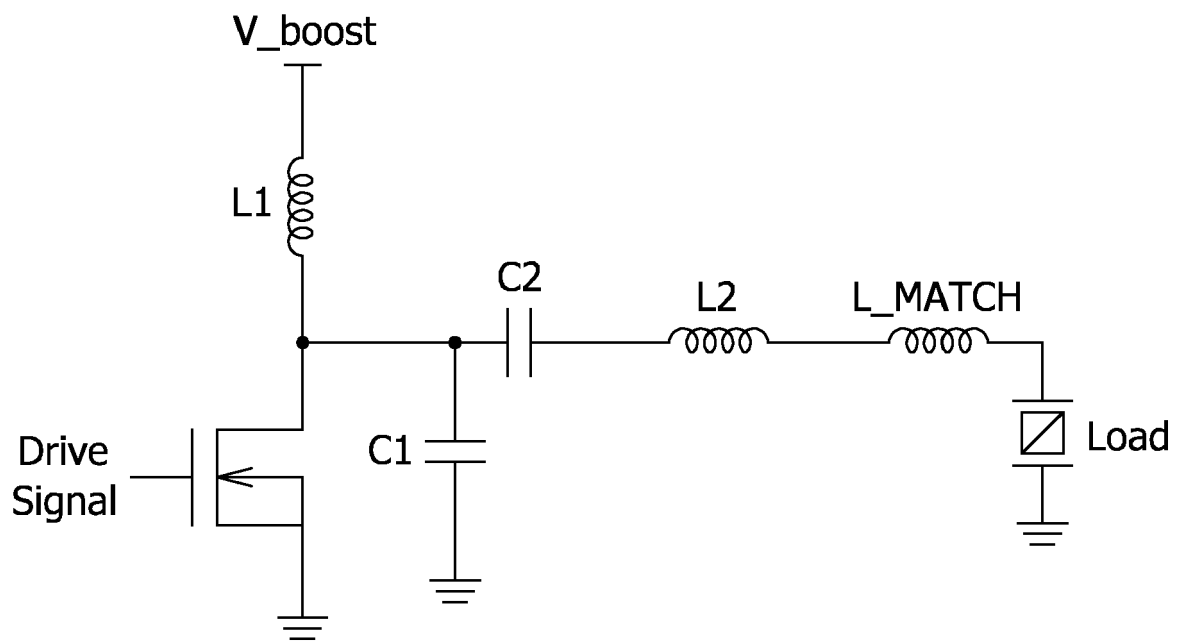 V_boost
L1
C2
L2
L_MATCH
Drive
Signal
C1
Load